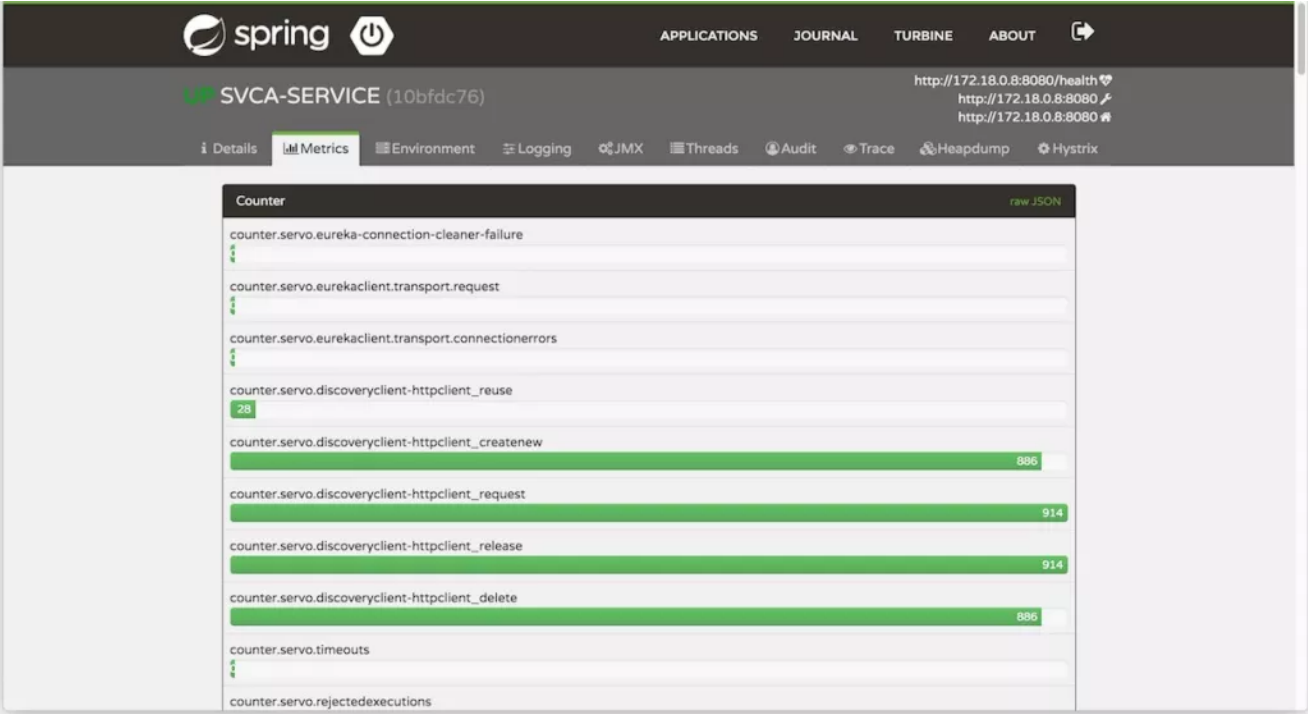 spring
APPLICATIONS JOURNAL TURBINE ABOUT
UP SVCA-SERVICE (10bfdc76)
http://172.18.0.8:8080/health
http://172.18.0.8:8080
http://172.18.0.8:8080
Details Metrics Environment Logging JMX Threads Audit Trace Heapdump Hystrix
Counter raw JSON
counter.servo.eureka-connection-cleaner-failure
counter.servo.eurekaclient.transport.request
counter.servo.eurekaclient.transport.connectionerrors
counter.servo.discoveryclient-httpclient_reuse
28
counter.servo.discoveryclient-httpclient_createnew
886
counter.servo.discoveryclient-httpclient_request
914
counter.servo.discoveryclient-httpclient_release
914
counter.servo.discoveryclient-httpclient_delete
886
counter.servo.timeouts
counter.servo.rejectedexecutions